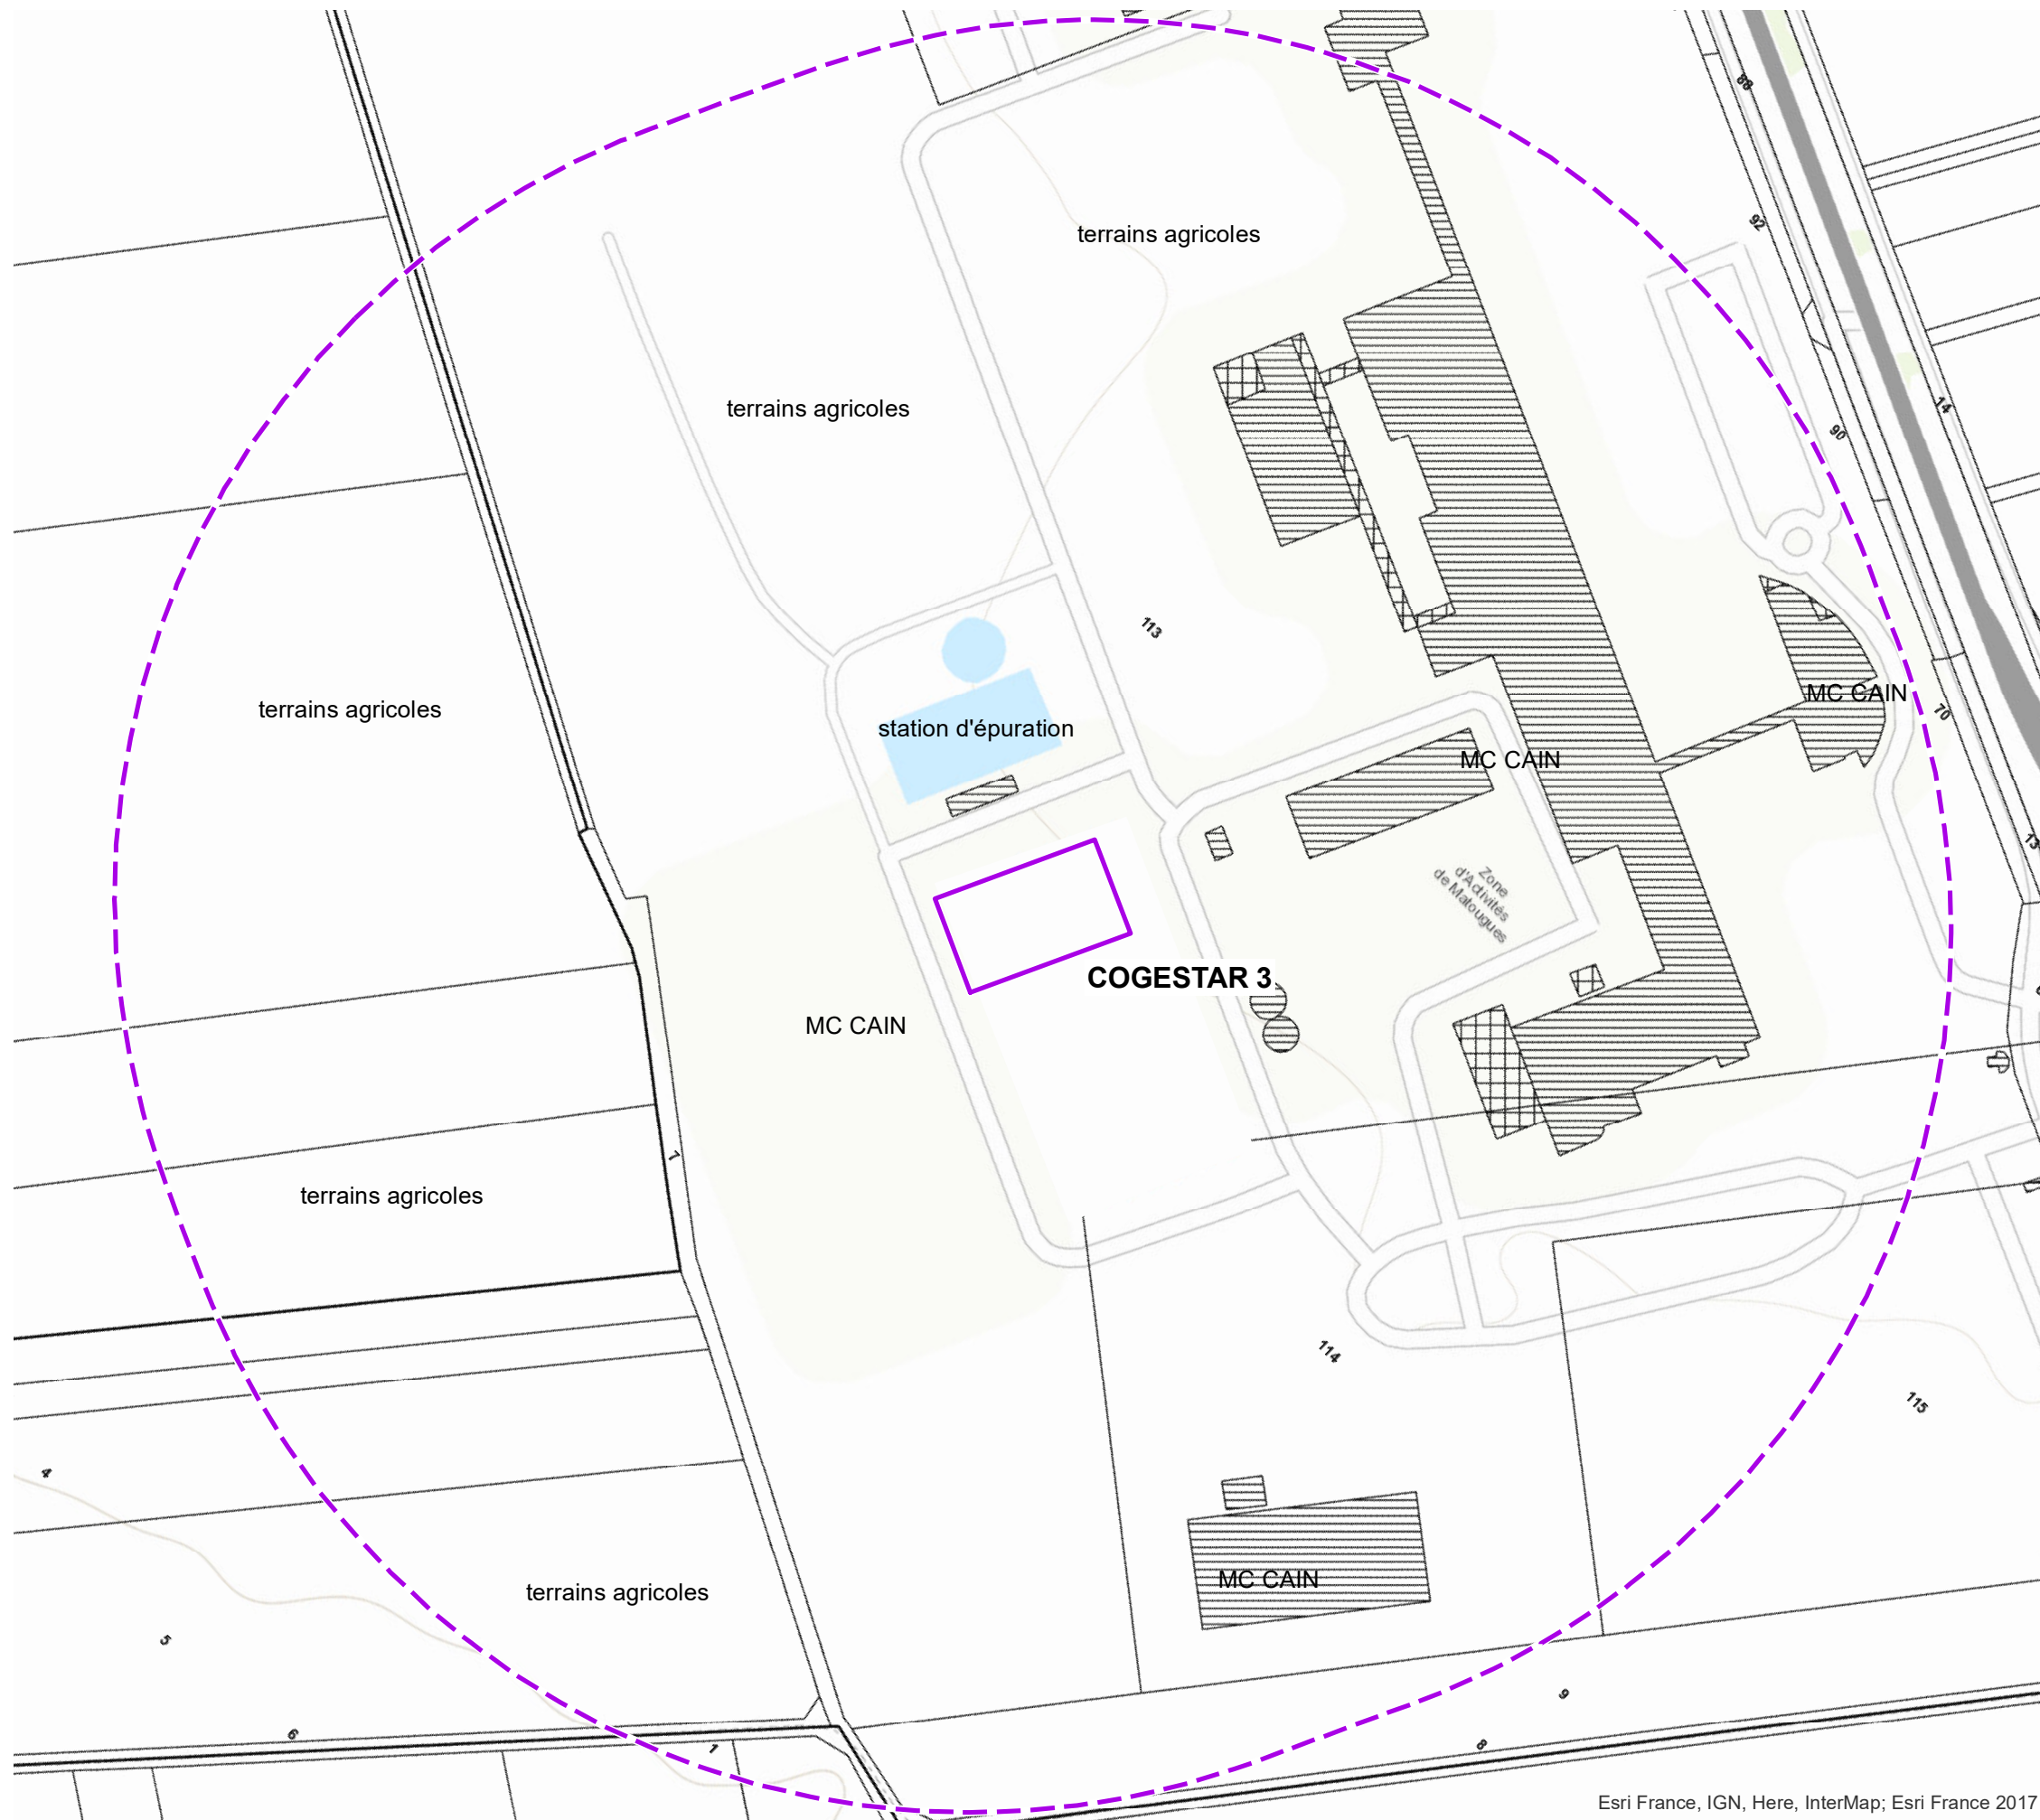 88
92
terrains agricoles
14
terrains agricoles
90
113
terrains agricoles
MC CAIN
70
station d'épuration
MC CAIN
13
Zone
d'Activités
de Matougues
COGESTAR 3
MC CAIN
7
terrains agricoles
114
115
4
MC CAIN
terrains agricoles
5
9
6
1
8
Esri France, IGN, Here, InterMap; Esri France 2017